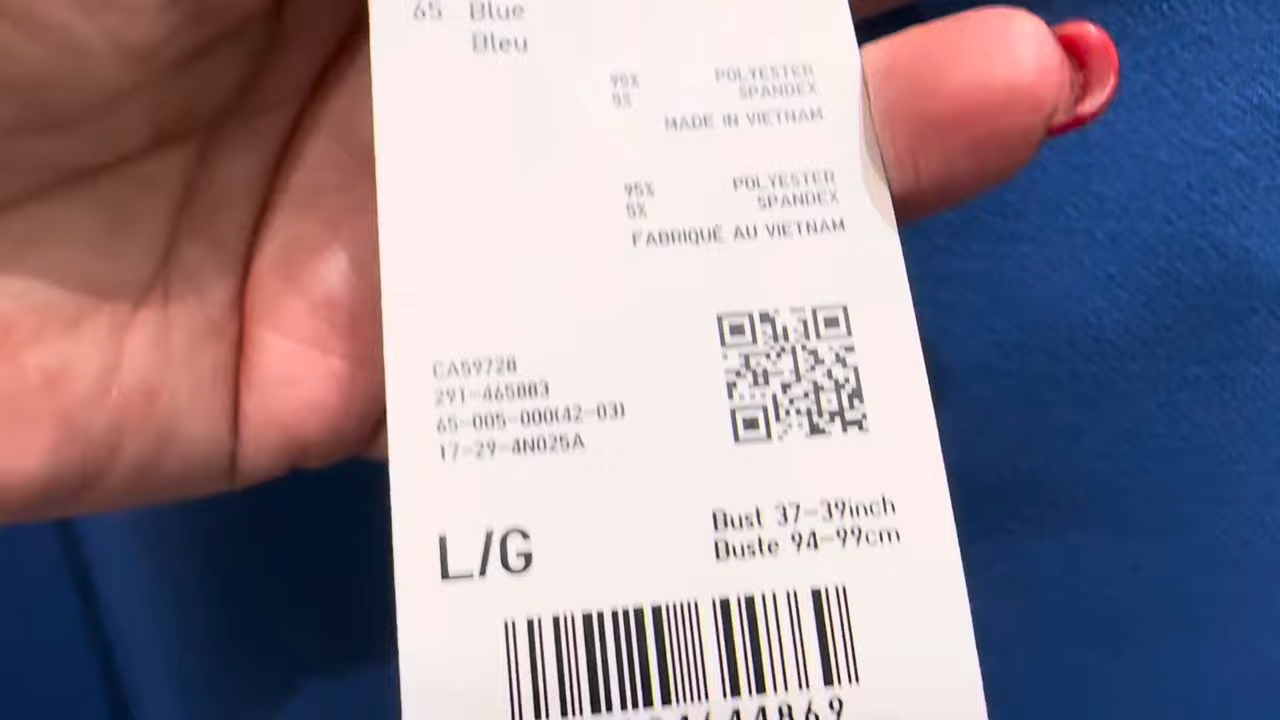 65 Blue
Bleu
95% POLYESTER
5% SPANDEX
MADE IN VIETNAM
95% POLYESTER
5% SPANDEX
FABRIQUÉ AU VIETNAM
CA59728
291-465883
65-005-000(42-03)
17-29-4N025A
L/G
Bust 37-39inch
Buste 94-99cm
4644869